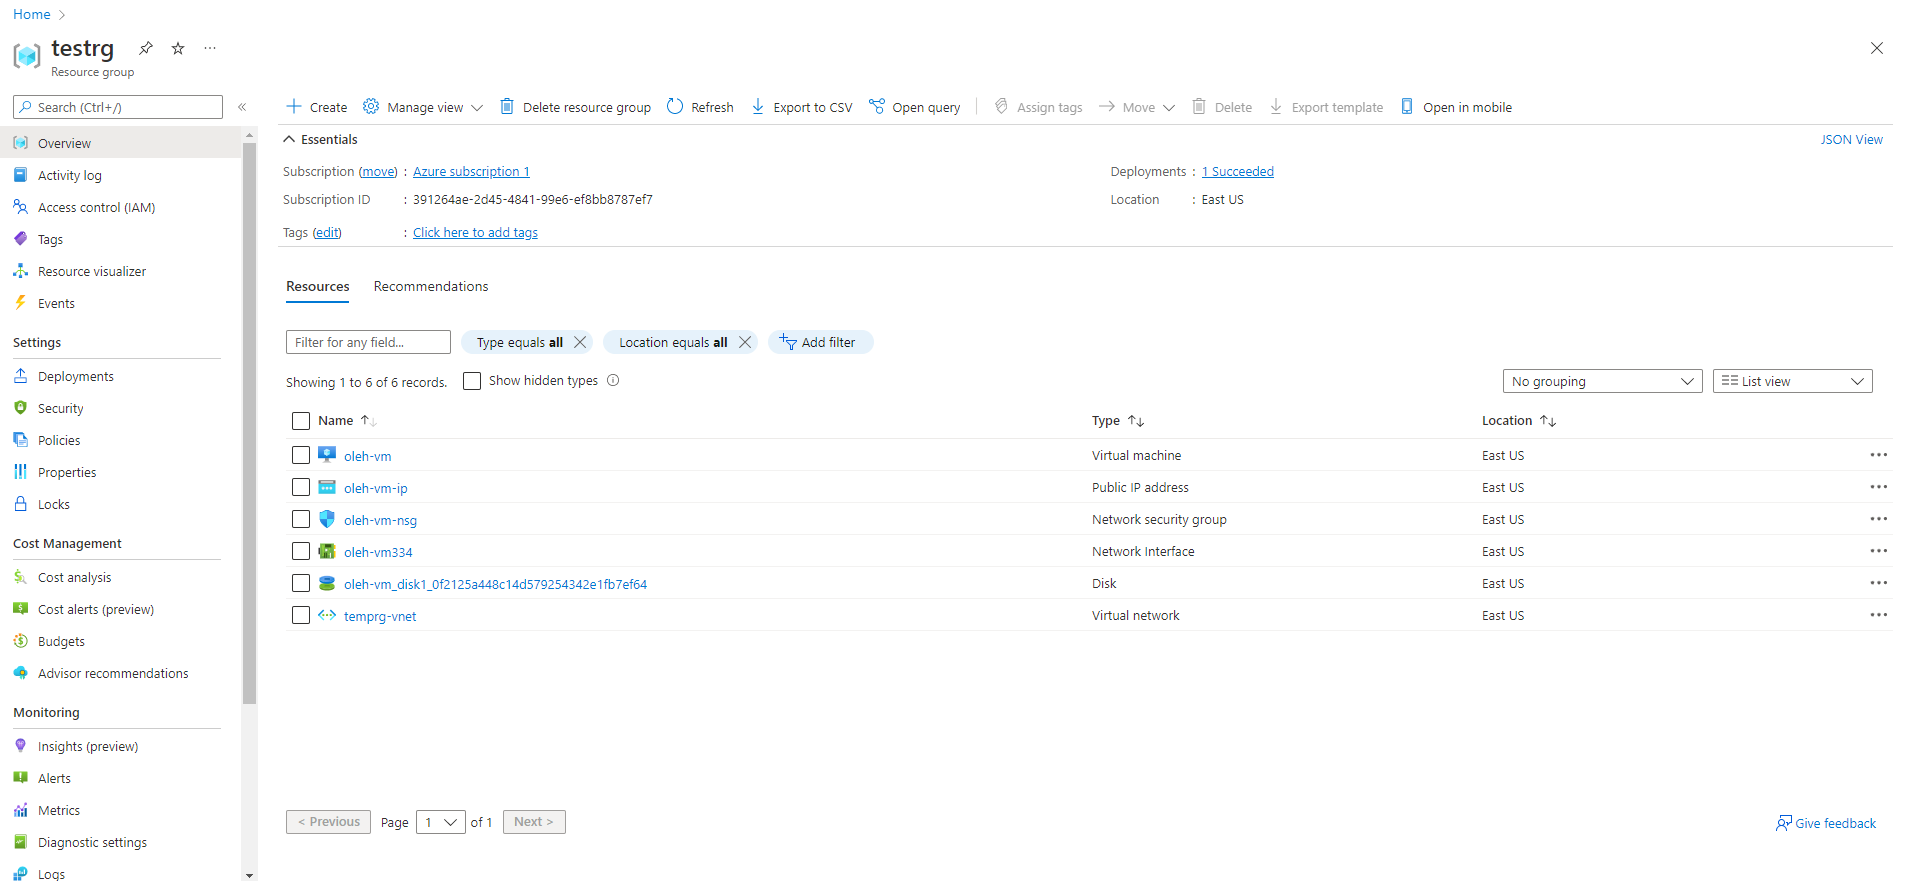 Home
testrg
Resource group
Search (Ctrl+/)
Create Manage view Delete resource group Refresh Export to CSV Open query Assign tags Move Delete Export template Open in mobile
Overview
Activity log
Access control (IAM)
Tags
Resource visualizer
Events
Settings
Deployments
Security
Policies
Properties
Locks
Cost Management
Cost analysis
Cost alerts (preview)
Budgets
Advisor recommendations
Monitoring
Insights (preview)
Alerts
Metrics
Diagnostic settings
Logs
Essentials
JSON View
Subscription (move) : Azure subscription 1
Deployments : 1 Succeeded
Subscription ID : 391264ae-2d45-4841-99e6-ef8bb8787ef7
Location : East US
Tags (edit) : Click here to add tags
Resources Recommendations
Filter for any field... Type equals all Location equals all Add filter
Showing 1 to 6 of 6 records. Show hidden types
No grouping List view
Name Type Location
oleh-vm Virtual machine East US
oleh-vm-ip Public IP address East US
oleh-vm-nsg Network security group East US
oleh-vm334 Network Interface East US
oleh-vm_disk1_0f2125a448c14d579254342e1fb7ef64 Disk East US
temprg-vnet Virtual network East US
< Previous Page 1 of 1 Next >
Give feedback